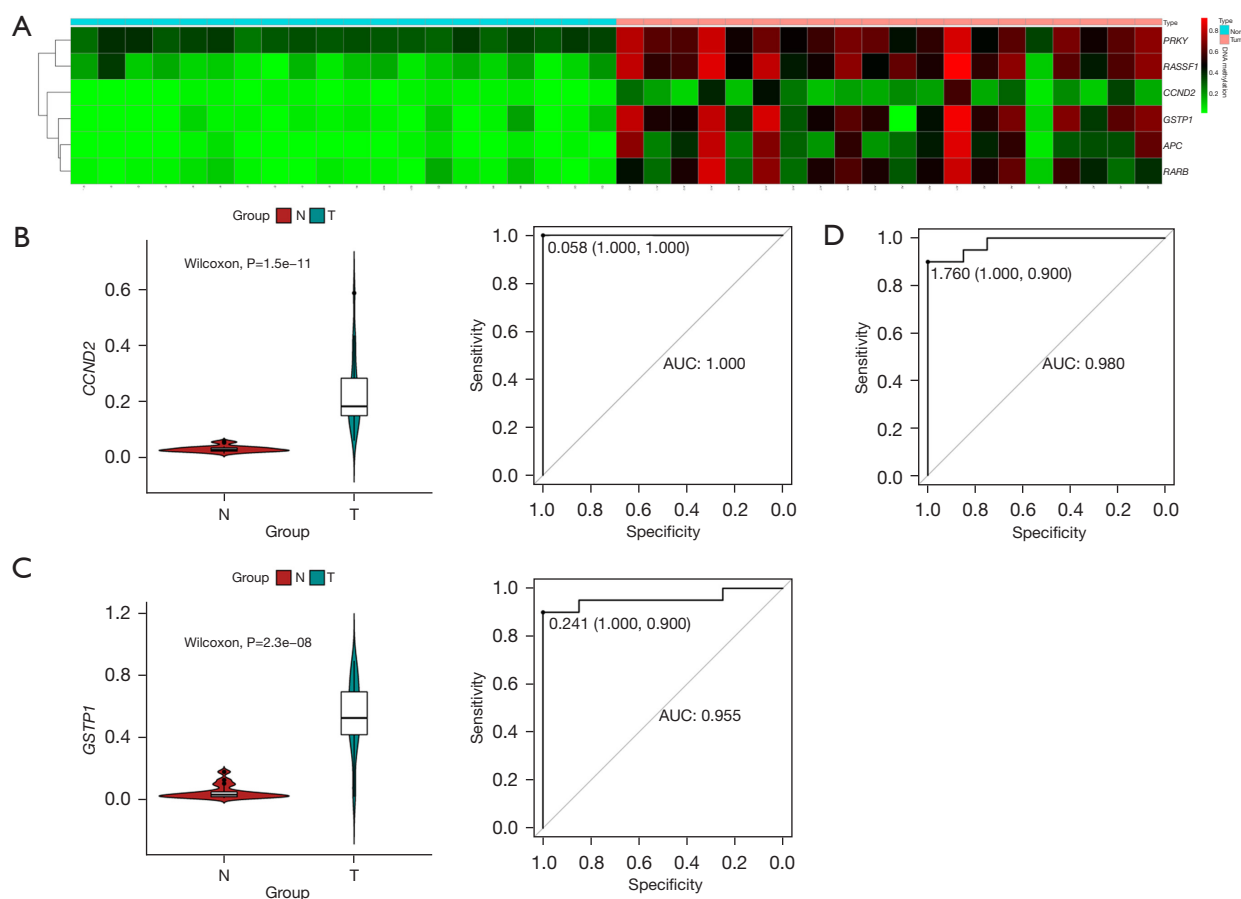 A
Type
PRKY
RASSF1
CCND2
GSTP1
APC
RARB
0.8
0.6
0.4
0.2
Type
Nor
Tum
DNA methylation
B
Group N T
Wilcoxon, P=1.5e−11
0.6
0.4
0.2
0.0
CCND2
N T
Group
1.0
0.8
0.6
0.4
0.2
0.0
Sensitivity
0.058 (1.000, 1.000)
AUC: 1.000
1.0 0.8 0.6 0.4 0.2 0.0
Specificity
D
1.0
0.8
0.6
0.4
0.2
0.0
Sensitivity
1.760 (1.000, 0.900)
AUC: 0.980
1.0 0.8 0.6 0.4 0.2 0.0
Specificity
C
Group N T
Wilcoxon, P=2.3e−08
1.2
0.8
0.4
0.0
GSTP1
N T
Group
1.0
0.8
0.6
0.4
0.2
0.0
Sensitivity
0.241 (1.000, 0.900)
AUC: 0.955
1.0 0.8 0.6 0.4 0.2 0.0
Specificity